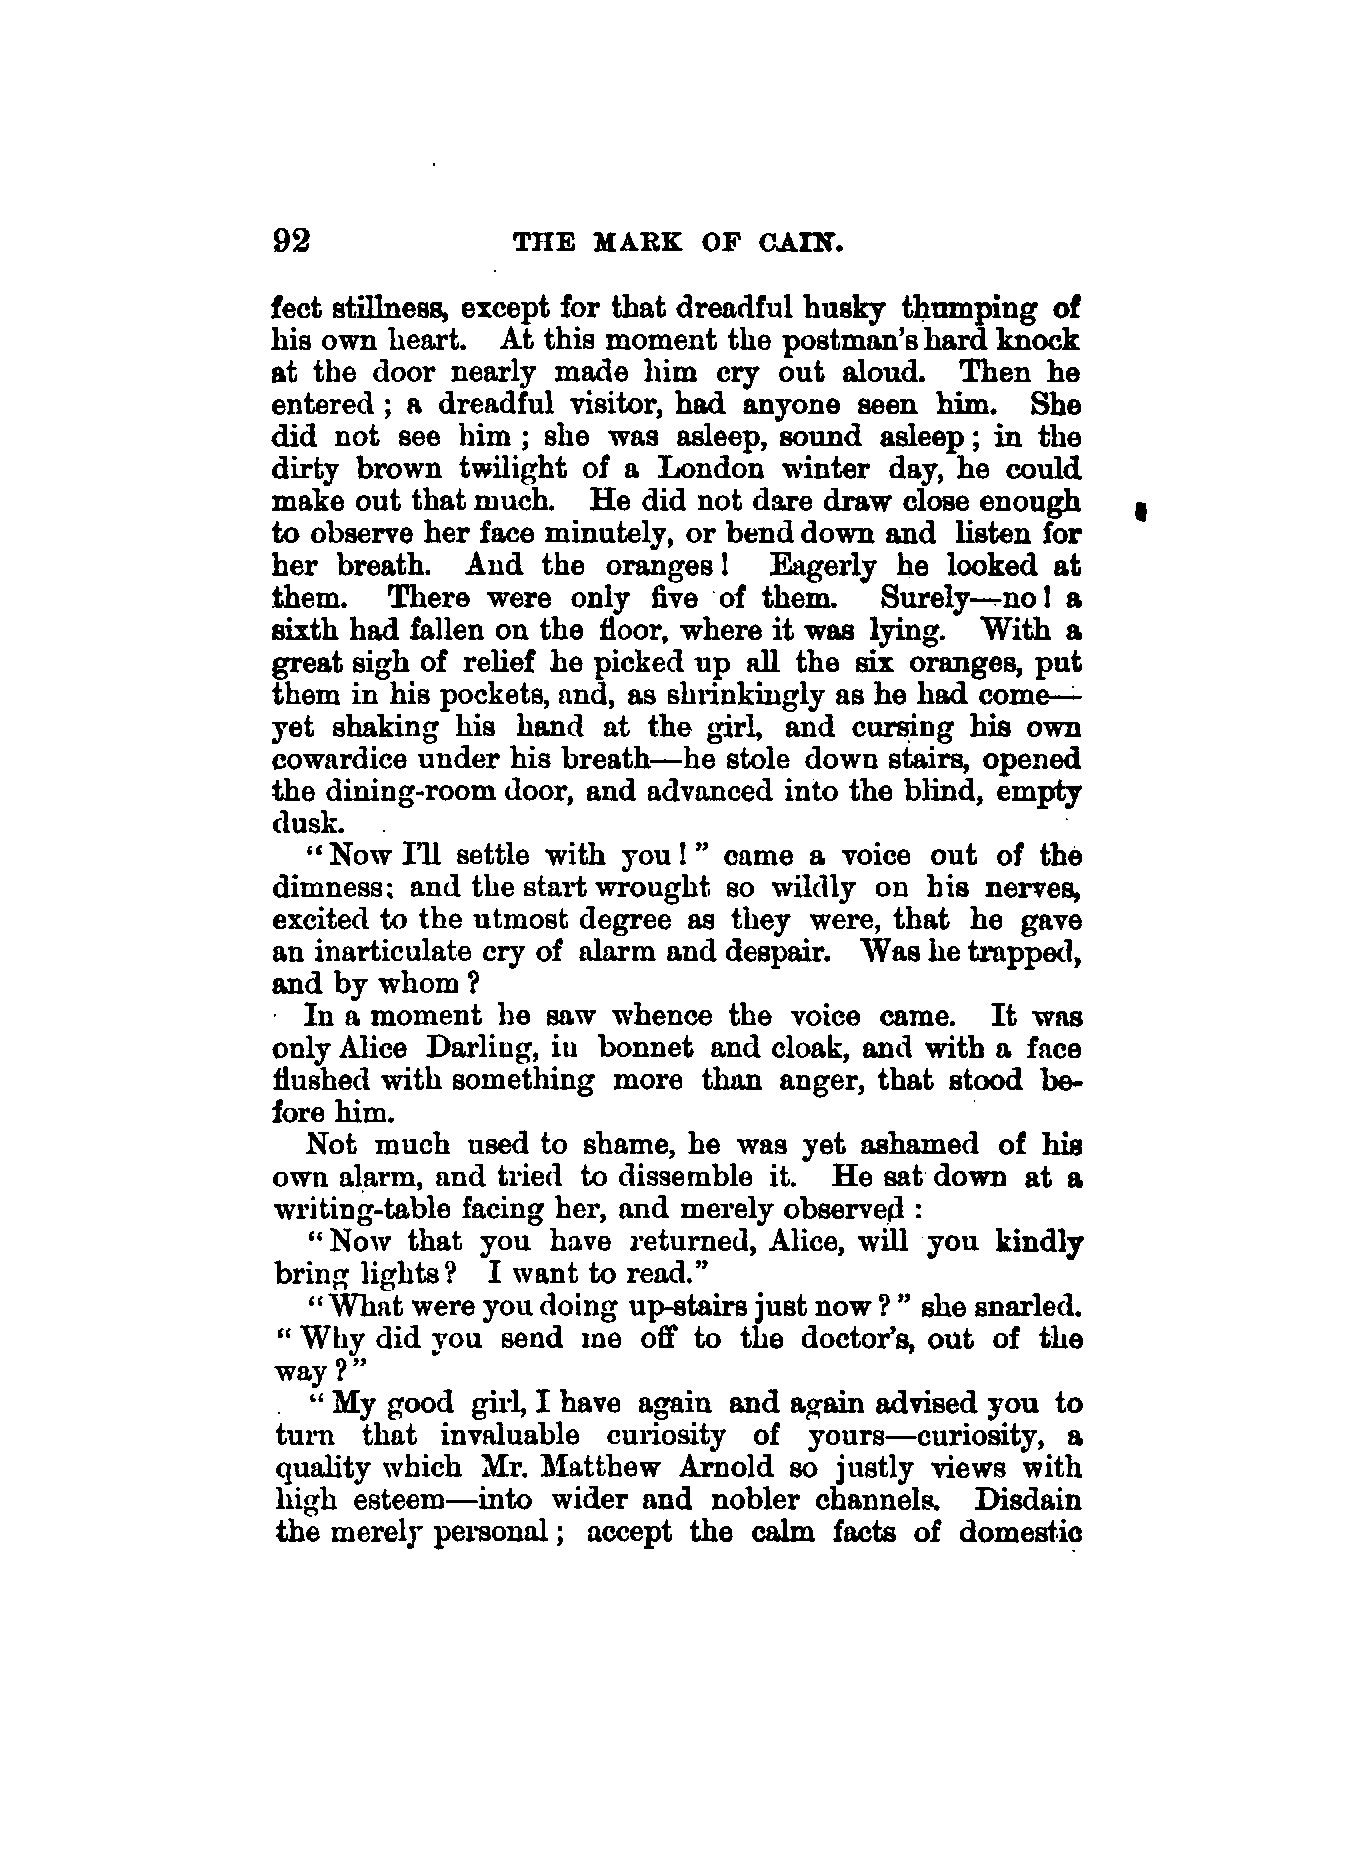 92 THE MARK OF CAIN.
fect stillness, except for that dreadful husky thumping of
his own heart. At this moment the postman's hard knock
at the door nearly made him cry out aloud. Then he
entered ; a dreadful visitor, had anyone seen him. She
did not see him ; she was asleep, sound asleep ; in the
dirty brown twilight of a London winter day, he could
make out that much. He did not dare draw close enough
to observe her face minutely, or bend down and listen for
her breath. And the oranges ! Eagerly he looked at
them. There were only five of them. Surely—no ! a
sixth had fallen on the floor, where it was lying. With a
great sigh of relief he picked up all the six oranges, put
them in his pockets, and, as shrinkingly as he had come—
yet shaking his hand at the girl, and cursing his own
cowardice under his breath—he stole down stairs, opened
the dining-room door, and advanced into the blind, empty
dusk.
“Now I'll settle with you ! ” came a voice out of the
dimness; and the start wrought so wildly on his nerves,
excited to the utmost degree as they were, that he gave
an inarticulate cry of alarm and despair. Was he trapped,
and by whom ?
In a moment he saw whence the voice came. It was
only Alice Darling, in bonnet and cloak, and with a face
flushed with something more than anger, that stood be-
fore him.
Not much used to shame, he was yet ashamed of his
own alarm, and tried to dissemble it. He sat down at a
writing-table facing her, and merely observed :
“Now that you have returned, Alice, will you kindly
bring lights ? I want to read.”
“What were you doing up-stairs just now ? ” she snarled.
“Why did you send me off to the doctor's, out of the
way ?”
“My good girl, I have again and again advised you to
turn that invaluable curiosity of yours—curiosity, a
quality which Mr. Matthew Arnold so justly views with
high esteem—into wider and nobler channels. Disdain
the merely personal ; accept the calm facts of domestic